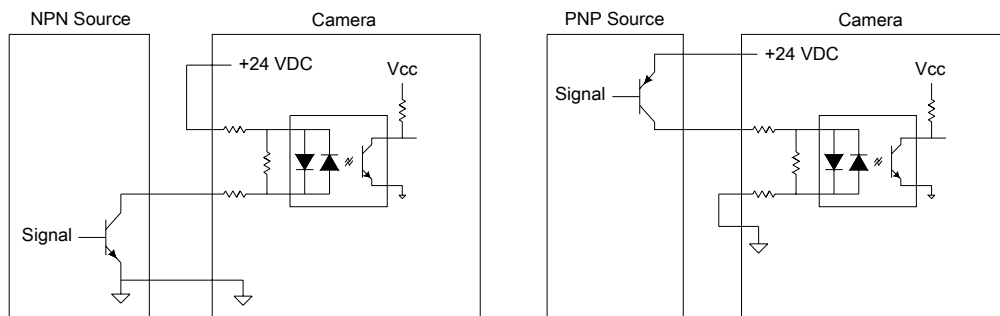 NPN Source
Camera
+24 VDC
Vcc
Signal
PNP Source
Camera
+24 VDC
Vcc
Signal